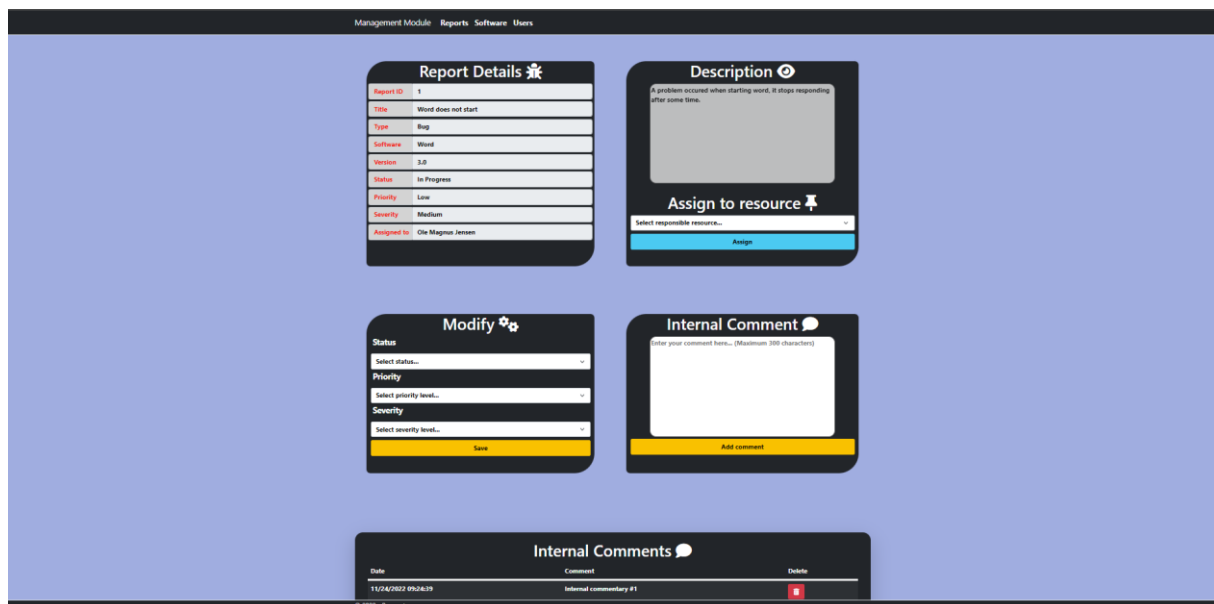 Management Module Reports Software Users
Report Details
Report ID 1
Title Word does not start
Type Bug
Software Word
Version 3.0
Status In Progress
Priority Low
Severity Medium
Assigned to Ole Magnus Jensen
Description
A problem occured when starting word, it stops responding
after some time.
Assign to resource
Select responsible resource...
Assign
Modify
Status
Select status...
Priority
Select priority level...
Severity
Select severity level...
Save
Internal Comment
Enter your comment here... (Maximum 300 characters)
Add comment
Internal Comments
Date Comment Delete
11/24/2022 09:24:39 Internal commentary #1